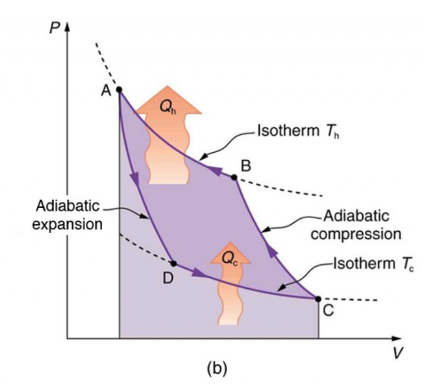 P
A
Qh
Isotherm Th
B
Adiabatic
expansion
Adiabatic
compression
Qc
Isotherm Tc
D
C
V
(b)